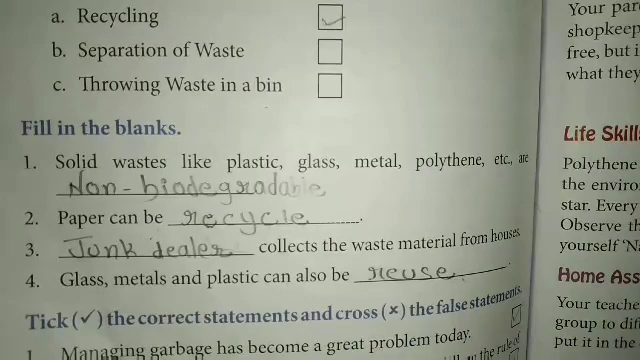 a. Recycling
b. Separation of Waste
c. Throwing Waste in a bin
Fill in the blanks.
1. Solid wastes like plastic, glass, metal, polythene, etc., are
Non-biodegradable
2. Paper can be recycle.
3. Junk dealer collects the waste material from houses.
4. Glass, metals and plastic can also be reuse.
Tick (✓) the correct statements and cross (×) the false statements.
1. Managing garbage has become a great problem today.
the rule of
Your
shopkeep
free, but i
what they
Life Skill
Polythene
the enviro
star. Every
Observe th
yourself 'Na
Home Ass
Your teache
group to dif
put it in the